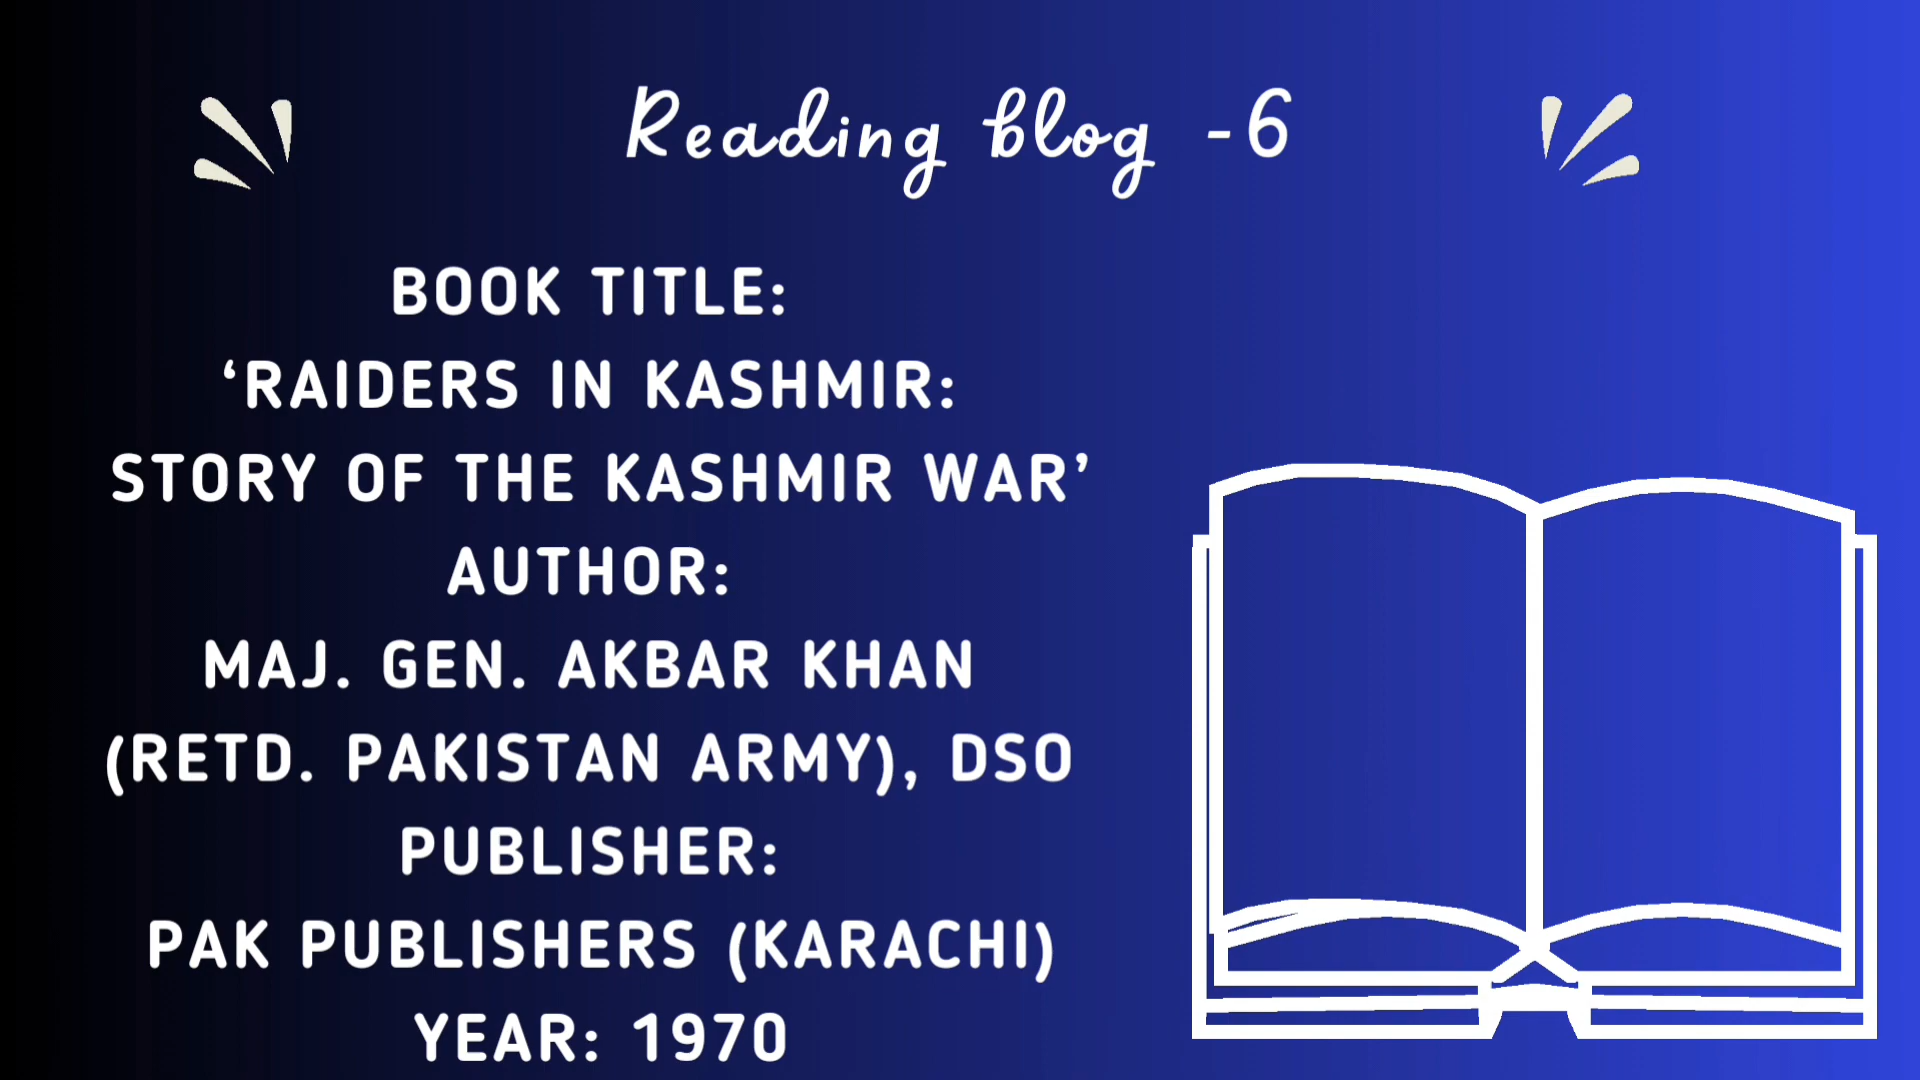 Reading blog -6
BOOK TITLE:
‘RAIDERS IN KASHMIR:
STORY OF THE KASHMIR WAR’
AUTHOR:
MAJ. GEN. AKBAR KHAN
(RETD. PAKISTAN ARMY), DSO
PUBLISHER:
PAK PUBLISHERS (KARACHI)
YEAR: 1970